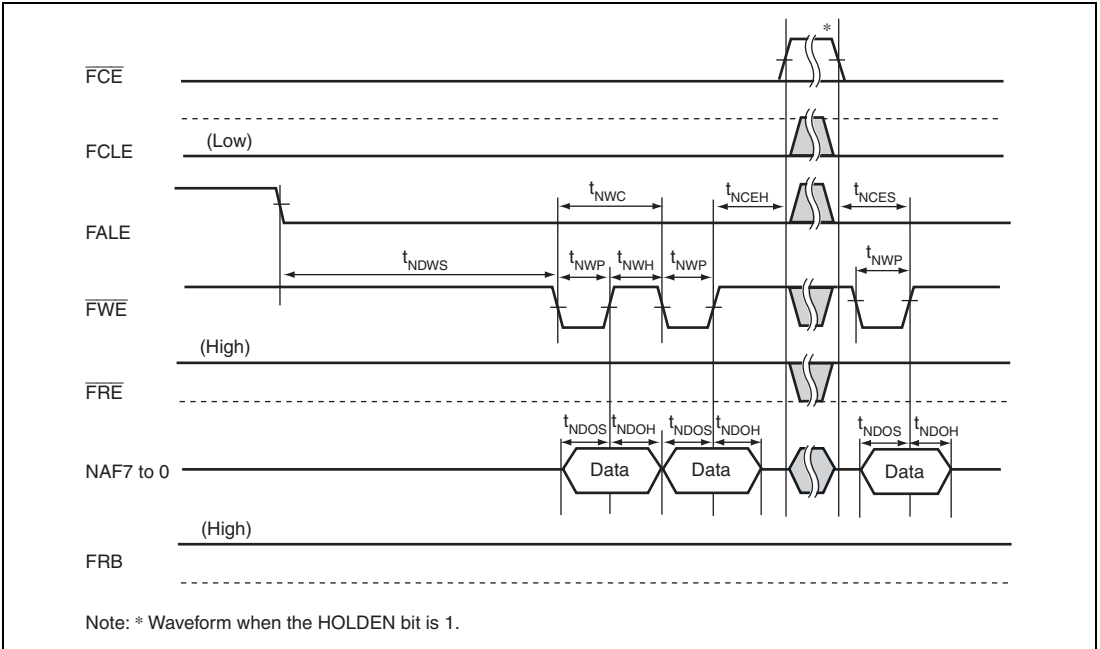 *
FCE
FCLE
(Low)
FALE
tNWC
tNCEH
tNCES
tNDWS
tNWP
tNWH
tNWP
tNWP
FWE
(High)
FRE
tNDOS
tNDOH
tNDOS
tNDOH
tNDOS
tNDOH
NAF7 to 0
Data
Data
Data
(High)
FRB
Note: * Waveform when the HOLDEN bit is 1.